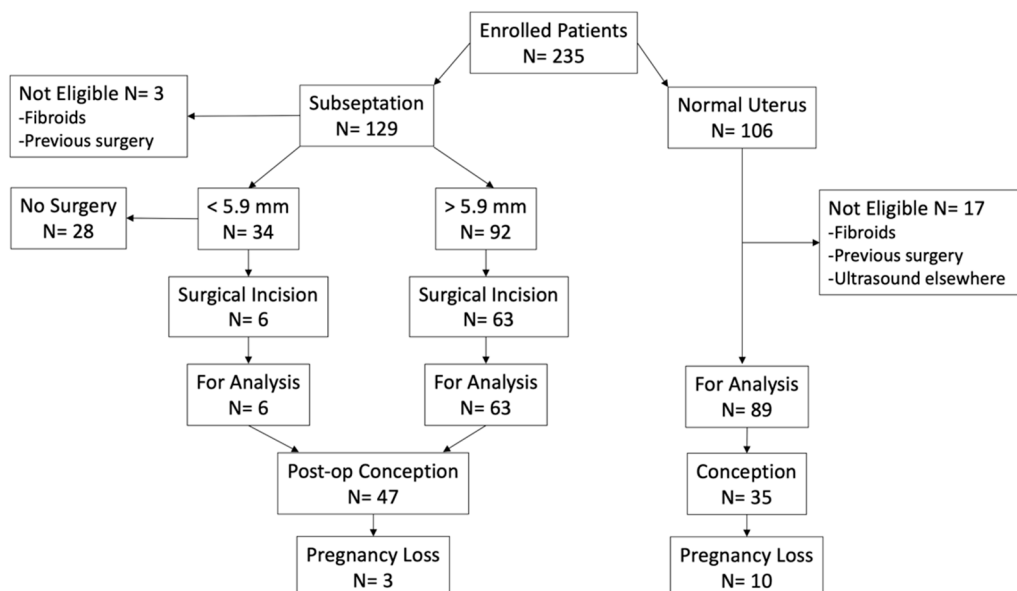 Enrolled Patients
N= 235
Not Eligible N= 3
-Fibroids
-Previous surgery
Subseptation
N= 129
Normal Uterus
N= 106
No Surgery
N= 28
< 5.9 mm
N= 34
> 5.9 mm
N= 92
Not Eligible N= 17
-Fibroids
-Previous surgery
-Ultrasound elsewhere
Surgical Incision
N= 6
Surgical Incision
N= 63
For Analysis
N= 6
For Analysis
N= 63
For Analysis
N= 89
Post-op Conception
N= 47
Conception
N= 35
Pregnancy Loss
N= 3
Pregnancy Loss
N= 10